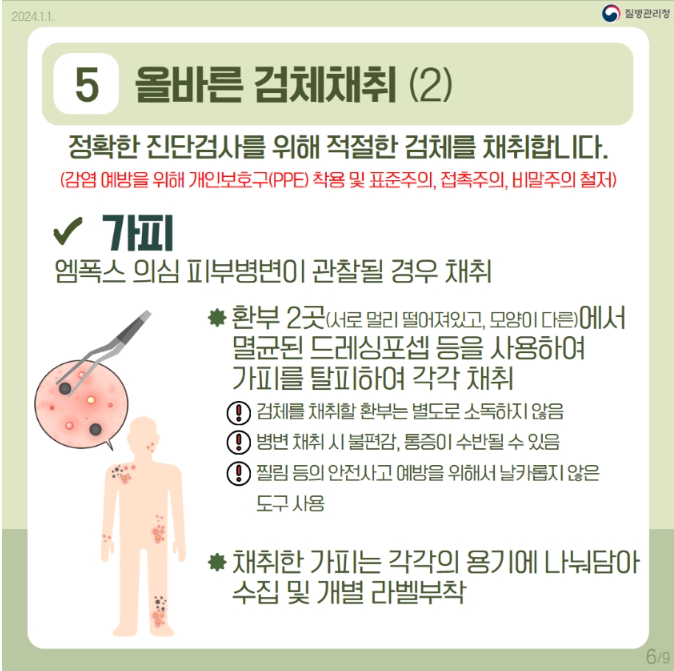 2024.1.1.
질병관리청
5 올바른 검체채취 (2)
정확한 진단검사를 위해 적절한 검체를 채취합니다.
(감염 예방을 위해 개인보호구(PPE) 착용 및 표준주의, 접촉주의, 비말주의 철저)
가피
엠폭스 의심 피부병변이 관찰될 경우 채취
환부 2곳(서로 멀리 떨어져있고, 모양이 다른)에서
멸균된 드레싱포셉 등을 사용하여
가피를 탈피하여 각각 채취
검체를 채취할 환부는 별도로 소독하지 않음
병변 채취 시 불편감, 통증이 수반될 수 있음
찔림 등의 안전사고 예방을 위해서 날카롭지 않은
도구 사용
채취한 가피는 각각의 용기에 나눠담아
수집 및 개별 라벨부착
6/9